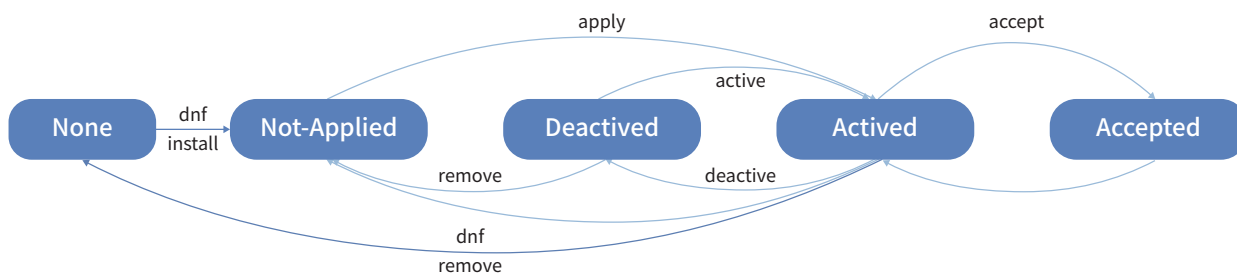 apply
accept
active
dnf
install
None
Not-Applied
Deactived
Actived
Accepted
remove
deactive
dnf
remove